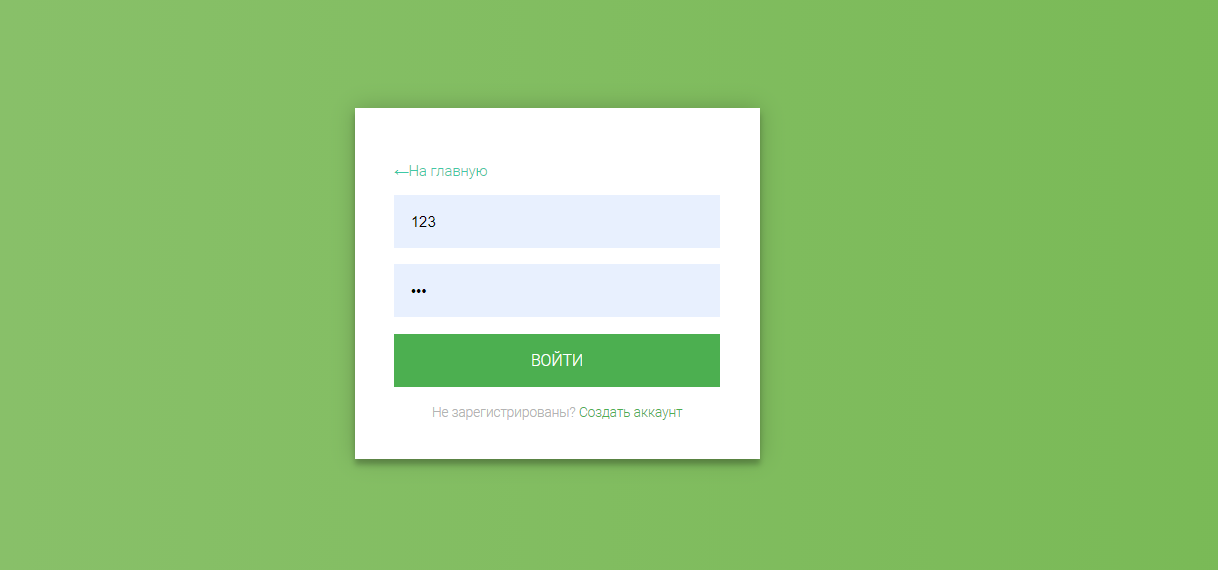 ←На главную
123
•••
ВОЙТИ
Не зарегистрированы? Создать аккаунт